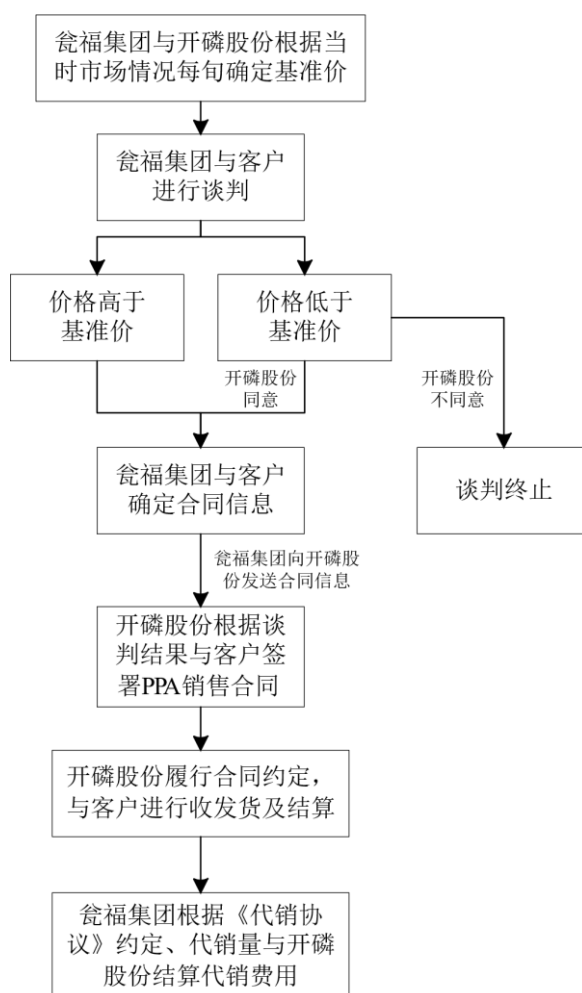 瓮福集团与开磷股份根据当
时市场情况每旬确定基准价
瓮福集团与客户
进行谈判
价格高于
基准价
价格低于
基准价
开磷股份
同意
开磷股份
不同意
瓮福集团与客户
确定合同信息
谈判终止
瓮福集团向开磷股
份发送合同信息
开磷股份根据谈
判结果与客户签
署PPA销售合同
开磷股份履行合同约定，
与客户进行收发货及结算
瓮福集团根据《代销协
议》约定、代销量与开磷
股份结算代销费用